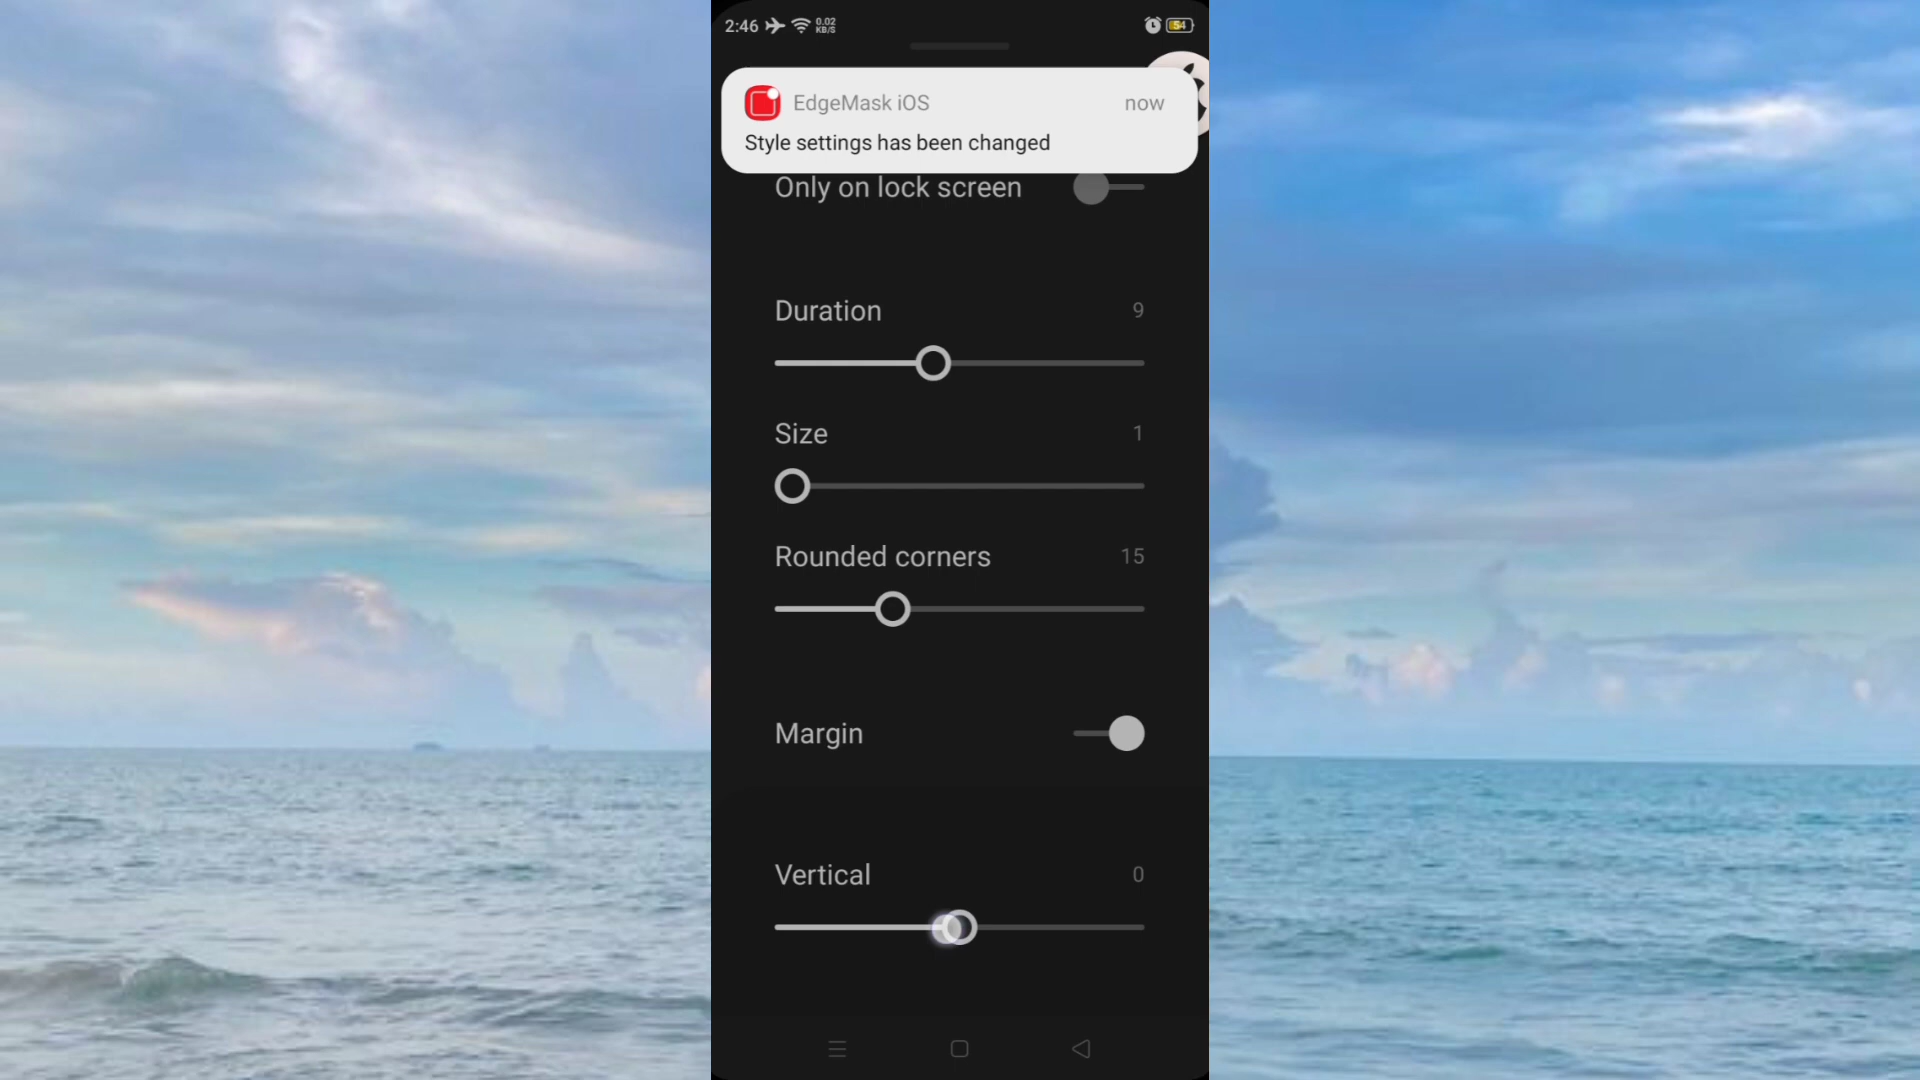 2:46 0.02 KB/S 54
EdgeMask iOS now
Style settings has been changed
Only on lock screen
Duration 9
Size 1
Rounded corners 15
Margin
Vertical 0